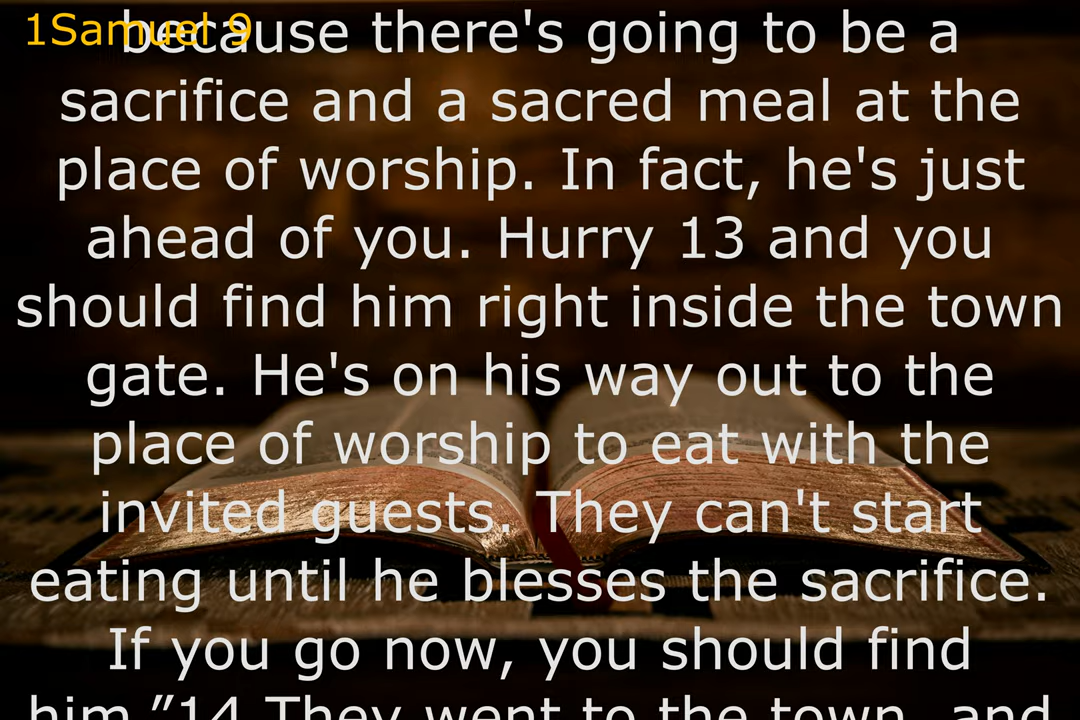 1Samuel 9
because there's going to be a
sacrifice and a sacred meal at the
place of worship. In fact, he's just
ahead of you. Hurry 13 and you
should find him right inside the town
gate. He's on his way out to the
place of worship to eat with the
invited guests. They can't start
eating until he blesses the sacrifice.
If you go now, you should find
him."14 They went to the town, and